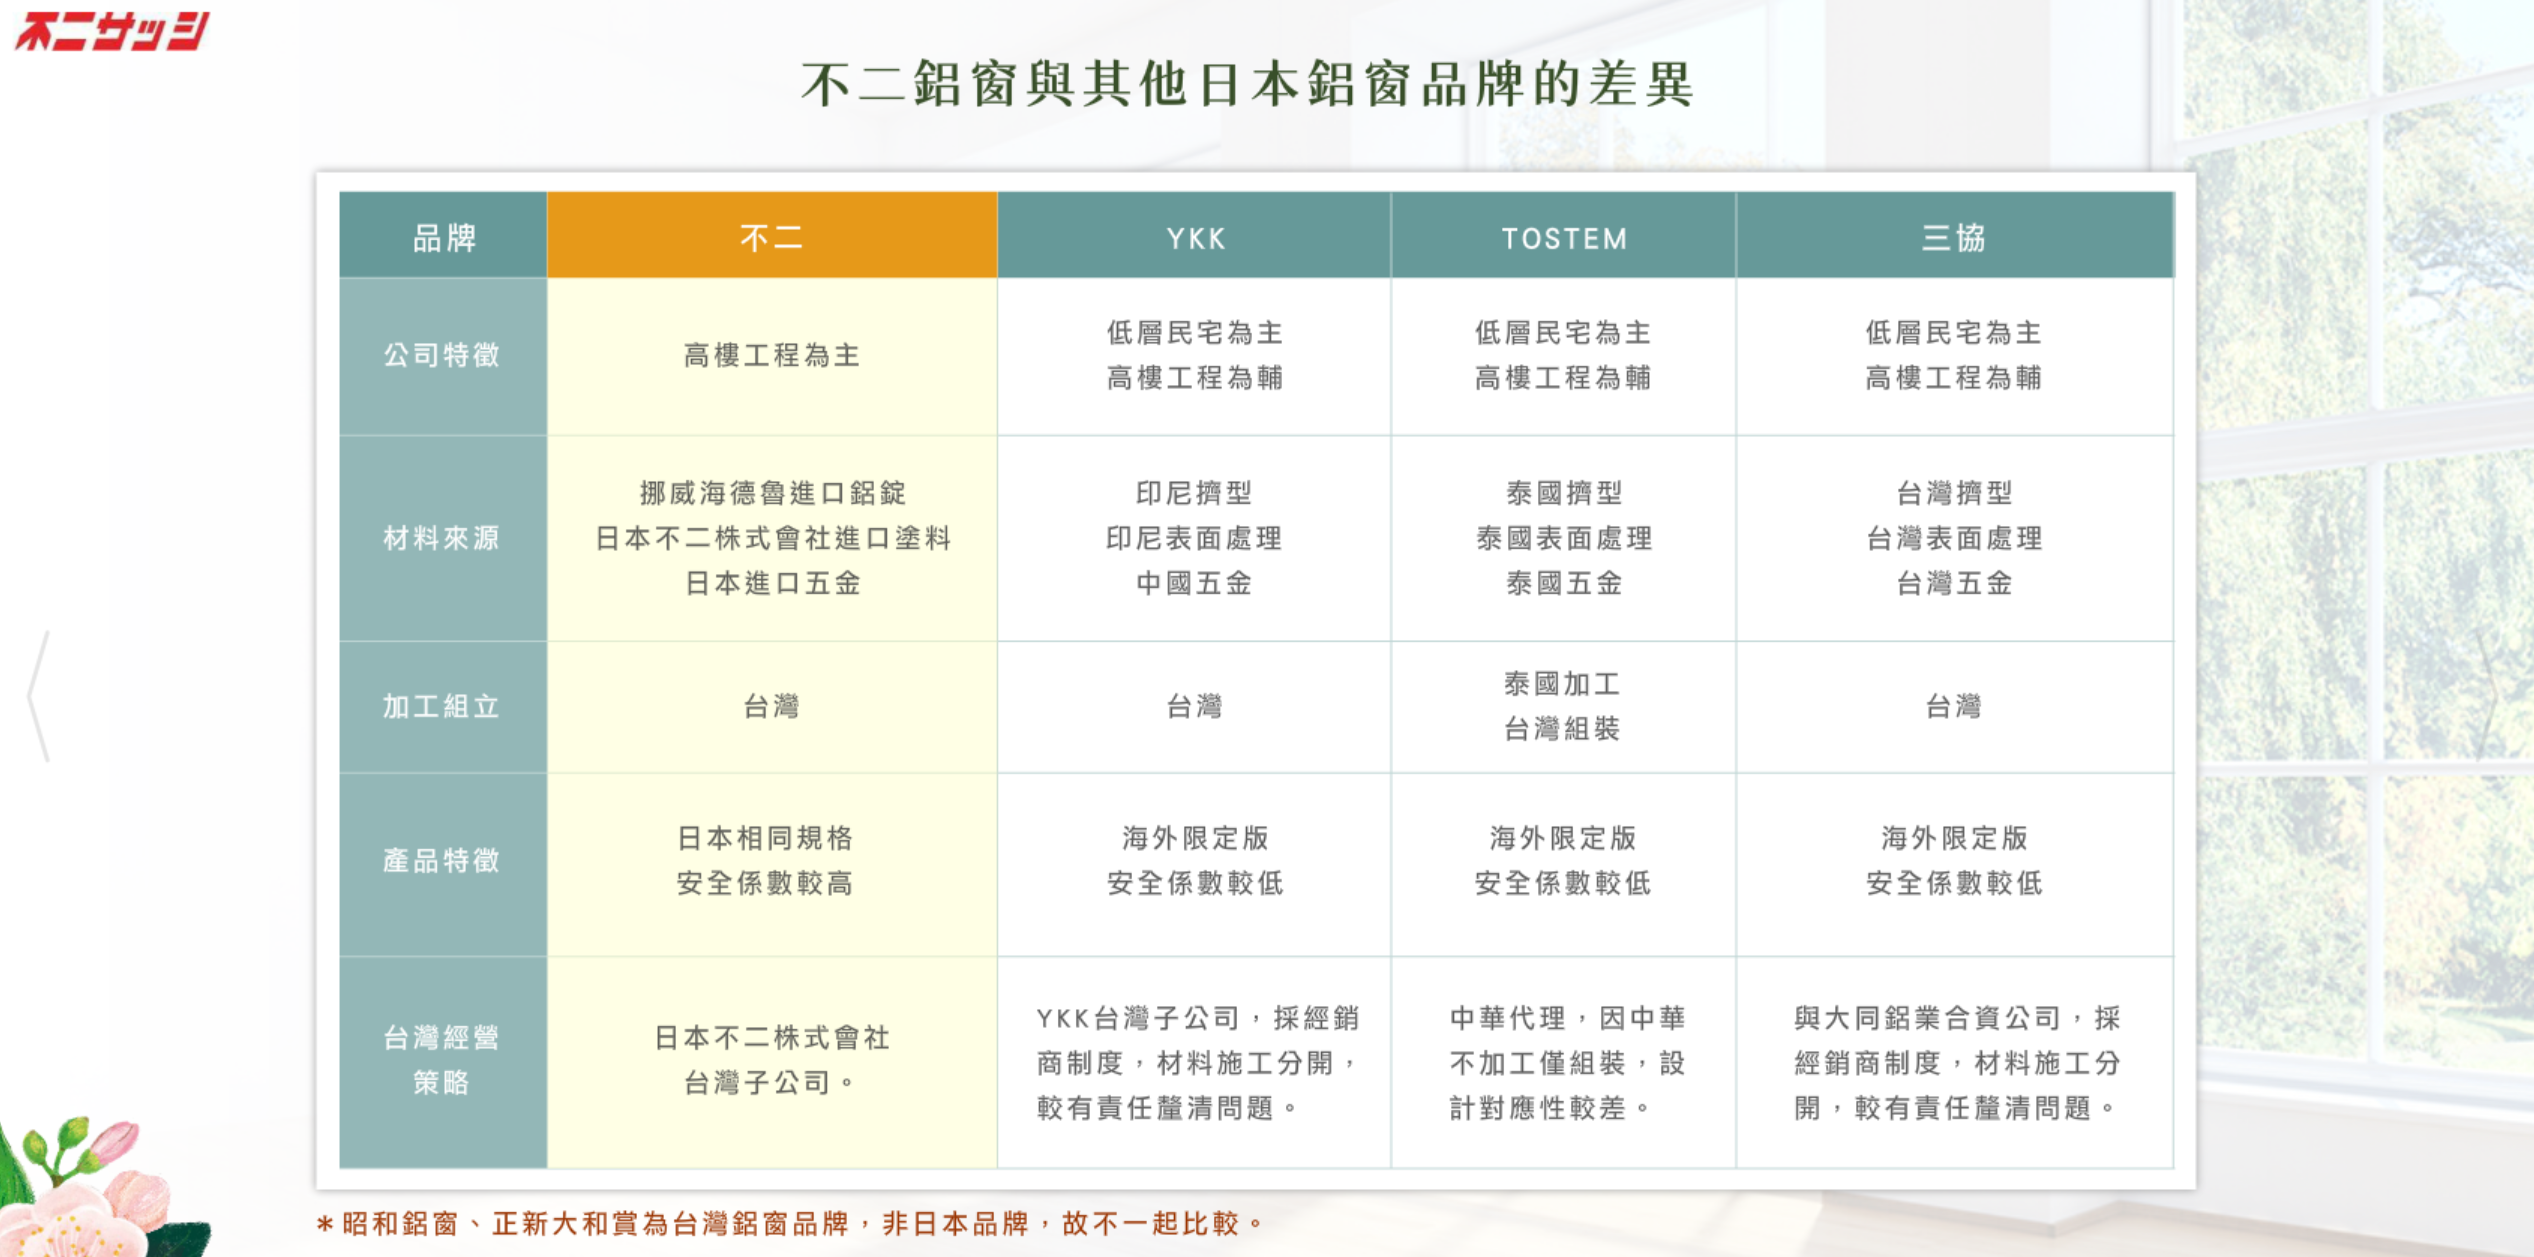 不二サッシ
不二鋁窗與其他日本鋁窗品牌的差異
品牌
不二
YKK
TOSTEM
三協
公司特徵
高樓工程為主
低層民宅為主
高樓工程為輔
低層民宅為主
高樓工程為輔
低層民宅為主
高樓工程為輔
材料來源
挪威海德魯進口鋁錠
日本不二株式會社進口塗料
日本進口五金
印尼擠型
印尼表面處理
中國五金
泰國擠型
泰國表面處理
泰國五金
台灣擠型
台灣表面處理
台灣五金
加工組立
台灣
台灣
泰國加工
台灣組裝
台灣
產品特徵
日本相同規格
安全係數較高
海外限定版
安全係數較低
海外限定版
安全係數較低
海外限定版
安全係數較低
台灣經營
策略
日本不二株式會社
台灣子公司。
YKK台灣子公司，採經銷
商制度，材料施工分開，
較有責任釐清問題。
中華代理，因中華
不加工僅組裝，設
計對應性較差。
與大同鋁業合資公司，採
經銷商制度，材料施工分
開，較有責任釐清問題。
＊昭和鋁窗、正新大和賞為台灣鋁窗品牌，非日本品牌，故不一起比較。